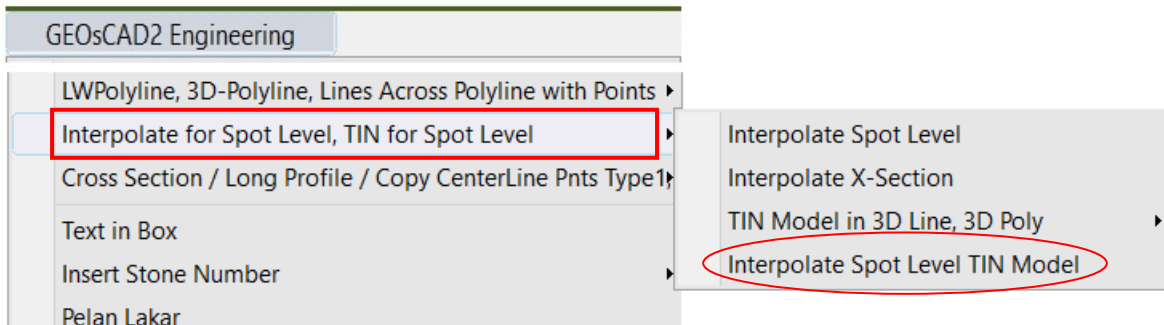 GEOsCAD2 Engineering
LWPolyline, 3D-Polyline, Lines Across Polyline with Points
Interpolate for Spot Level, TIN for Spot Level
Cross Section / Long Profile / Copy CenterLine Pnts Type1,
Text in Box
Insert Stone Number
Pelan Lakar
Interpolate Spot Level
Interpolate X-Section
TIN Model in 3D Line, 3D Poly
Interpolate Spot Level TIN Model